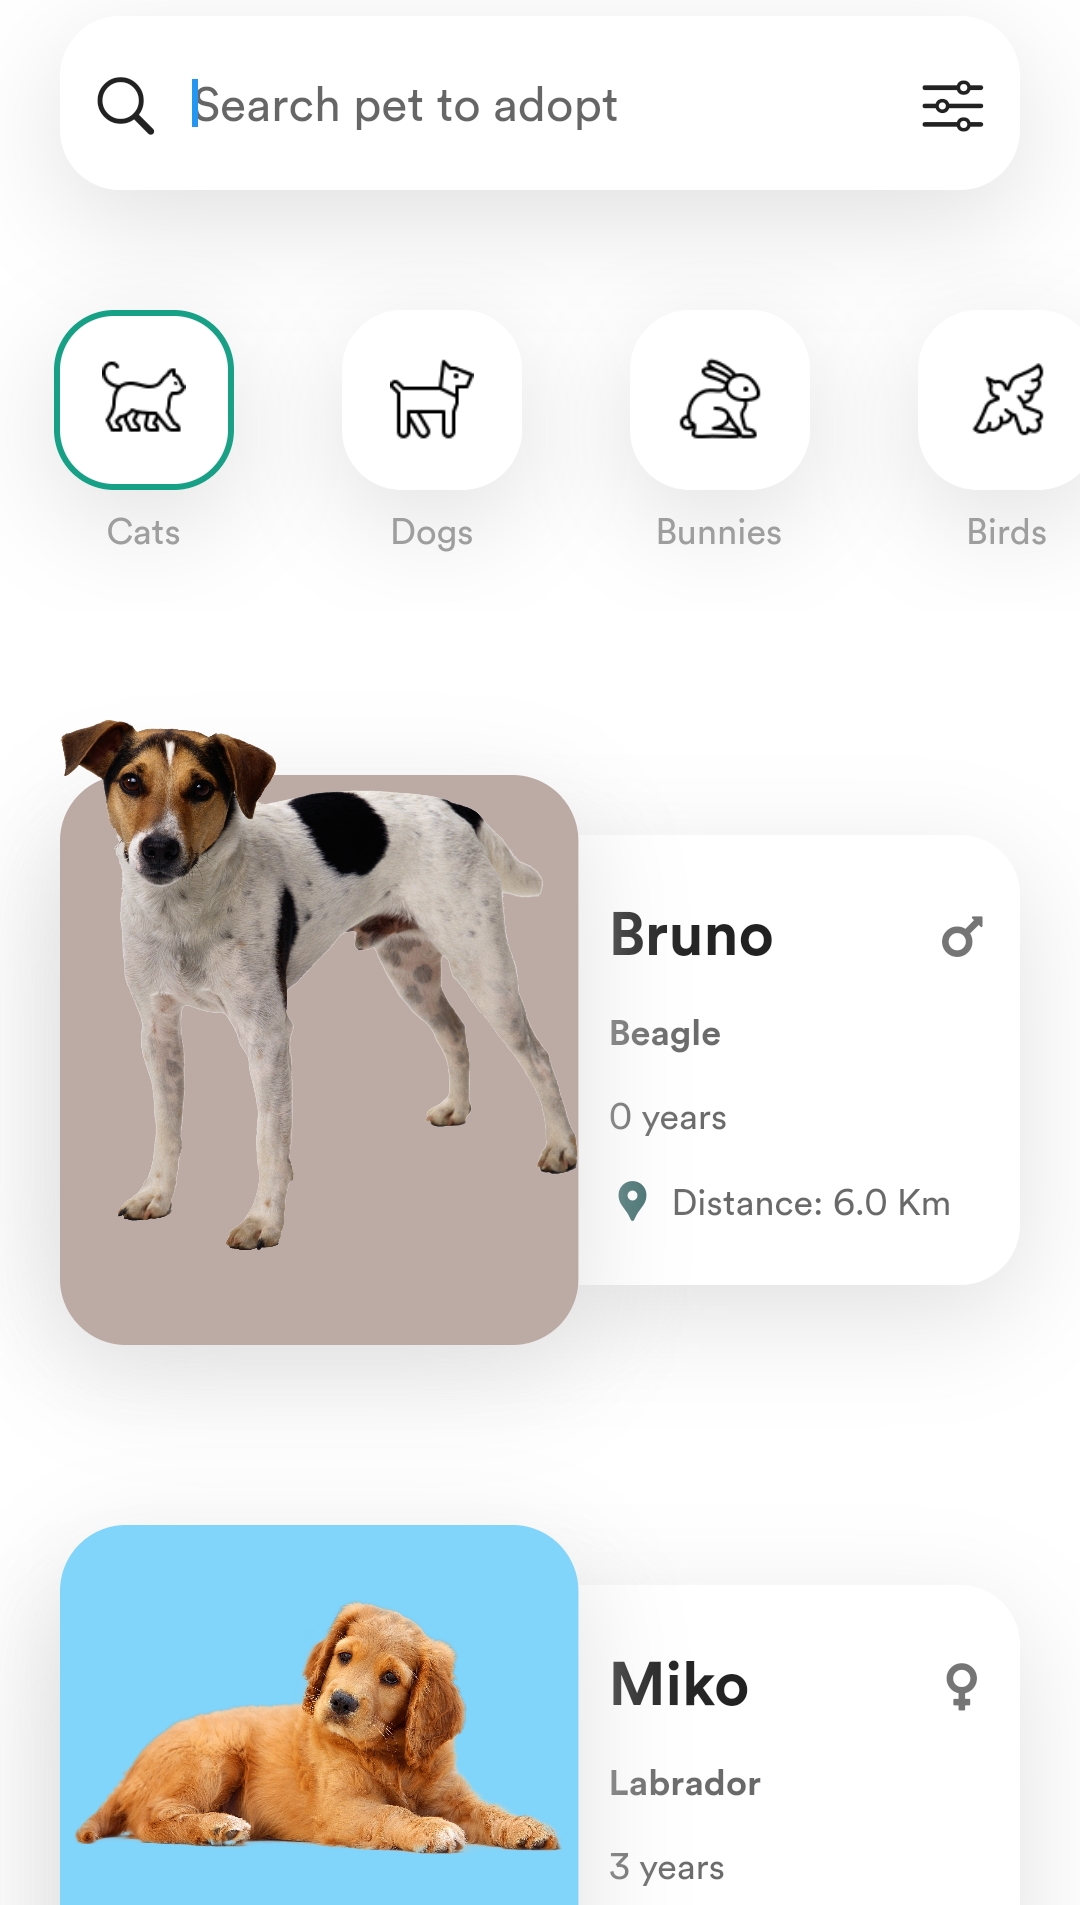 Search pet to adopt
Cats
Dogs
Bunnies
Birds
Bruno
Beagle
0 years
Distance: 6.0 Km
Miko
Labrador
3 years